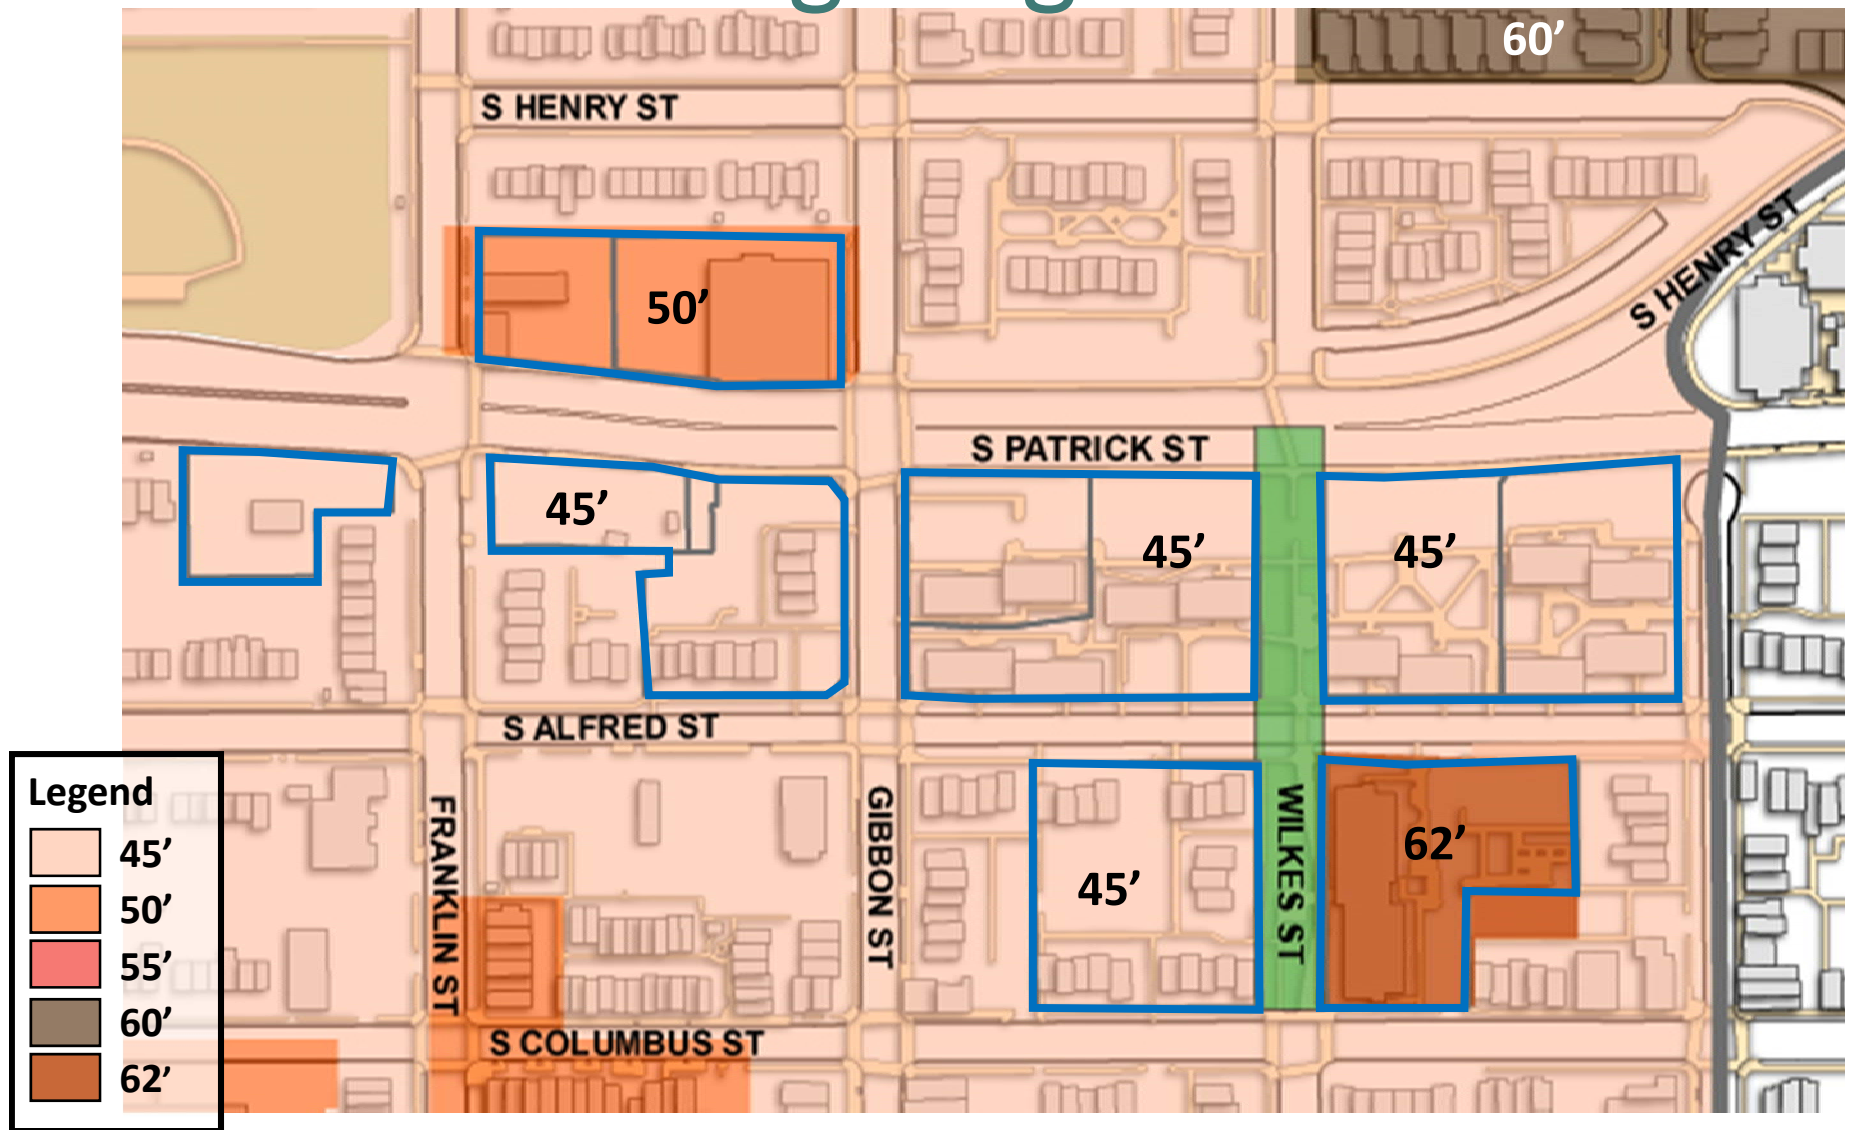 60’
S HENRY ST
S HENRY ST
50’
S PATRICK ST
45’
45’
45’
S ALFRED ST
FRANKLIN ST
GIBBON ST
WILKES ST
62’
45’
S COLUMBUS ST
Legend
45’
50’
55’
60’
62’